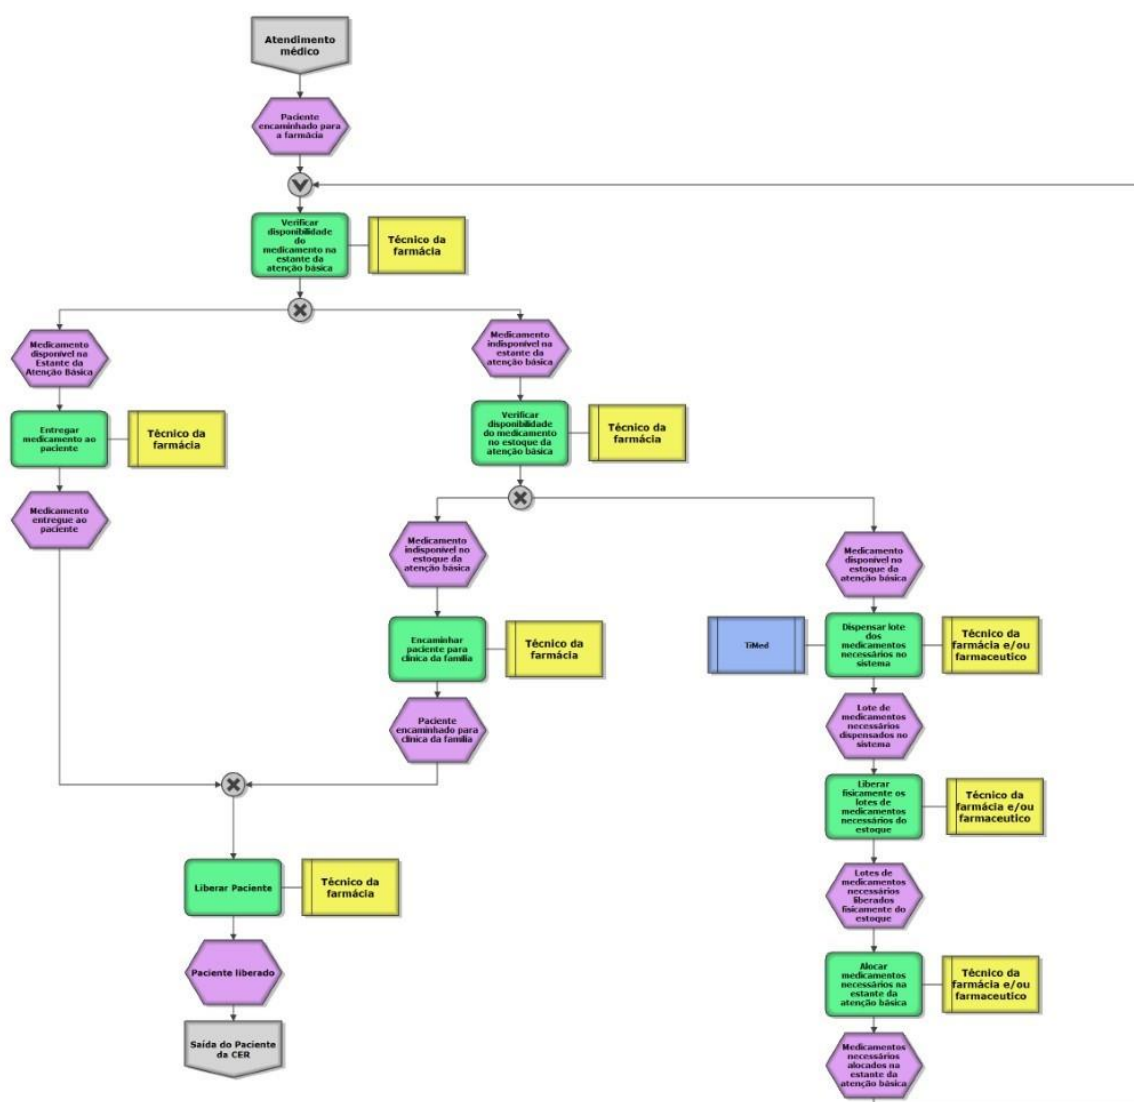 Atendimento
médico
Paciente
encaminhado para
a farmácia
Verificar
disponibilidade
do
medicamento na
estante da
atenção básica
Técnico da
farmácia
Medicamento
disponível na
Estante da
Atenção Básica
Medicamento
indisponível na
estante da
atenção básica
Entregar
medicamento ao
paciente
Técnico da
farmácia
Verificar
disponibilidade
do medicamento
no estoque da
atenção básica
Técnico da
farmácia
Medicamento
entregue ao
paciente
Medicamento
indisponível no
estoque da
atenção básica
Medicamento
disponível no
estoque da
atenção básica
Encaminhar
paciente para
clínica da família
Técnico da
farmácia
TiMed
Dispensar lote
dos
medicamentos
necessários no
sistema
Técnico da
farmácia e/ou
farmaceutico
Paciente
encaminhado para
clínica da família
Lote de
medicamentos
necessários
dispensados no
sistema
Liberar
fisicamente os
lotes de
medicamentos
necessários do
estoque
Técnico da
farmácia e/ou
farmaceutico
Liberar Paciente
Técnico da
farmácia
Lotes de
medicamentos
necessários
liberados
fisicamente do
estoque
Paciente liberado
Alocar
medicamentos
necessários na
estante da
atenção básica
Técnico da
farmácia e/ou
farmaceutico
Saída do Paciente
da CER
Medicamentos
necessários
alocados na
estante da
atenção básica